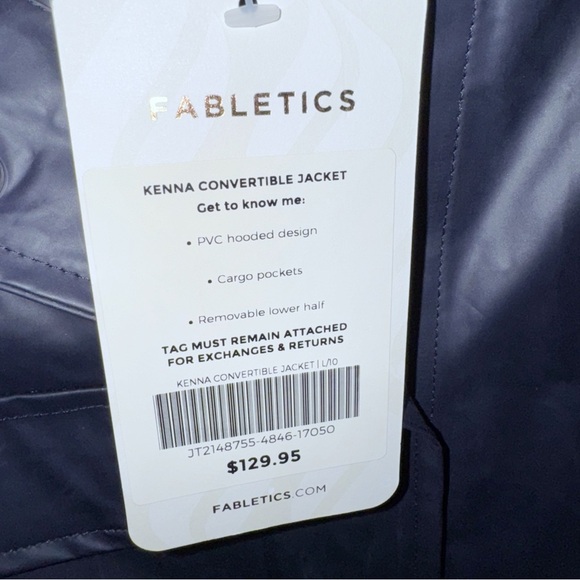 FABLETICS
KENNA CONVERTIBLE JACKET
Get to know me:
• PVC hooded design
• Cargo pockets
• Removable lower half
TAG MUST REMAIN ATTACHED
FOR EXCHANGES & RETURNS
KENNA CONVERTIBLE JACKET | L/10
JT2148755-4846-17050
$129.95
FABLETICS.COM